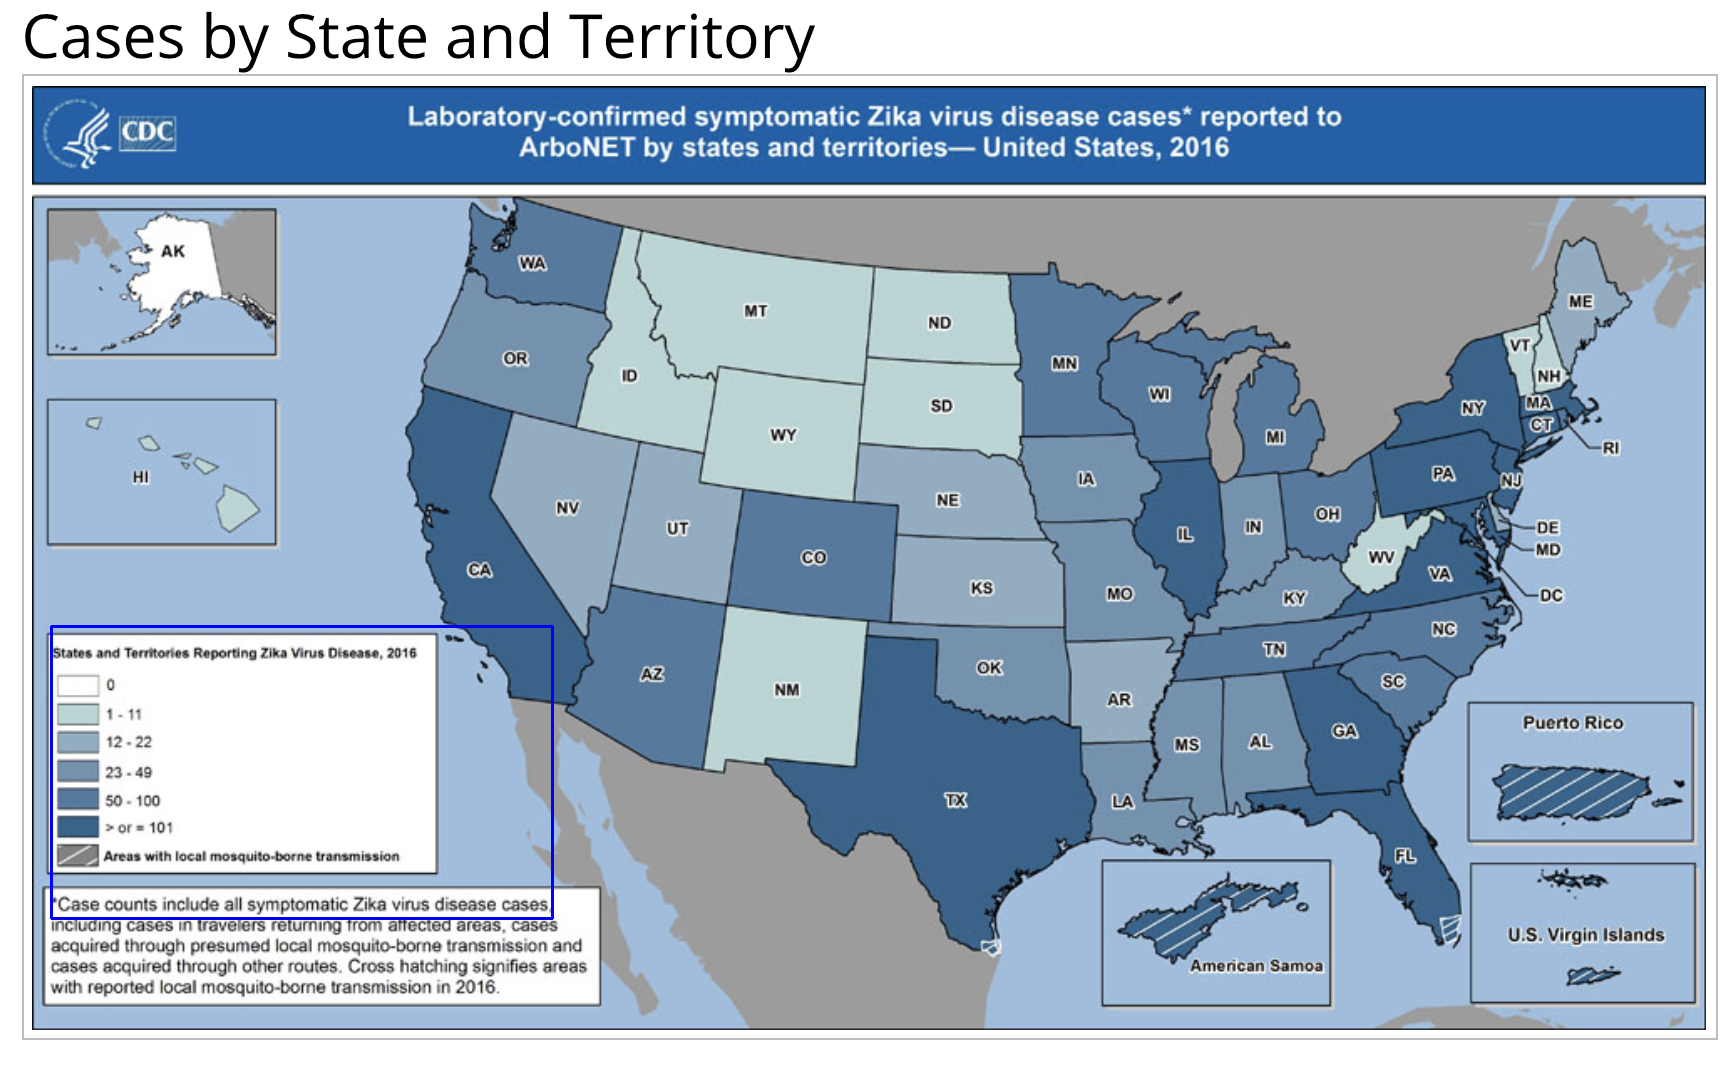 Cases by State and Territory
CDC
Laboratory-confirmed symptomatic Zika virus disease cases* reported to
ArboNET by states and territories— United States, 2016
AK
HI
WA
OR
ID
MT
ND
SD
WY
MN
WI
MI
ME
VT
NH
NY
MA
CT
RI
PA
NJ
NV
UT
CO
NE
IA
KS
MO
IL
IN
OH
WV
VA
DE
MD
DC
KY
CA
AZ
NM
OK
AR
TN
NC
SC
TX
LA
MS
AL
GA
FL
States and Territories Reporting Zika Virus Disease, 2016
0
1 - 11
12 - 22
23 - 49
50 - 100
> or = 101
Areas with local mosquito-borne transmission
*Case counts include all symptomatic Zika virus disease cases,
including cases in travelers returning from affected areas, cases
acquired through presumed local mosquito-borne transmission and
cases acquired through other routes. Cross hatching signifies areas
with reported local mosquito-borne transmission in 2016.
Puerto Rico
American Samoa
U.S. Virgin Islands